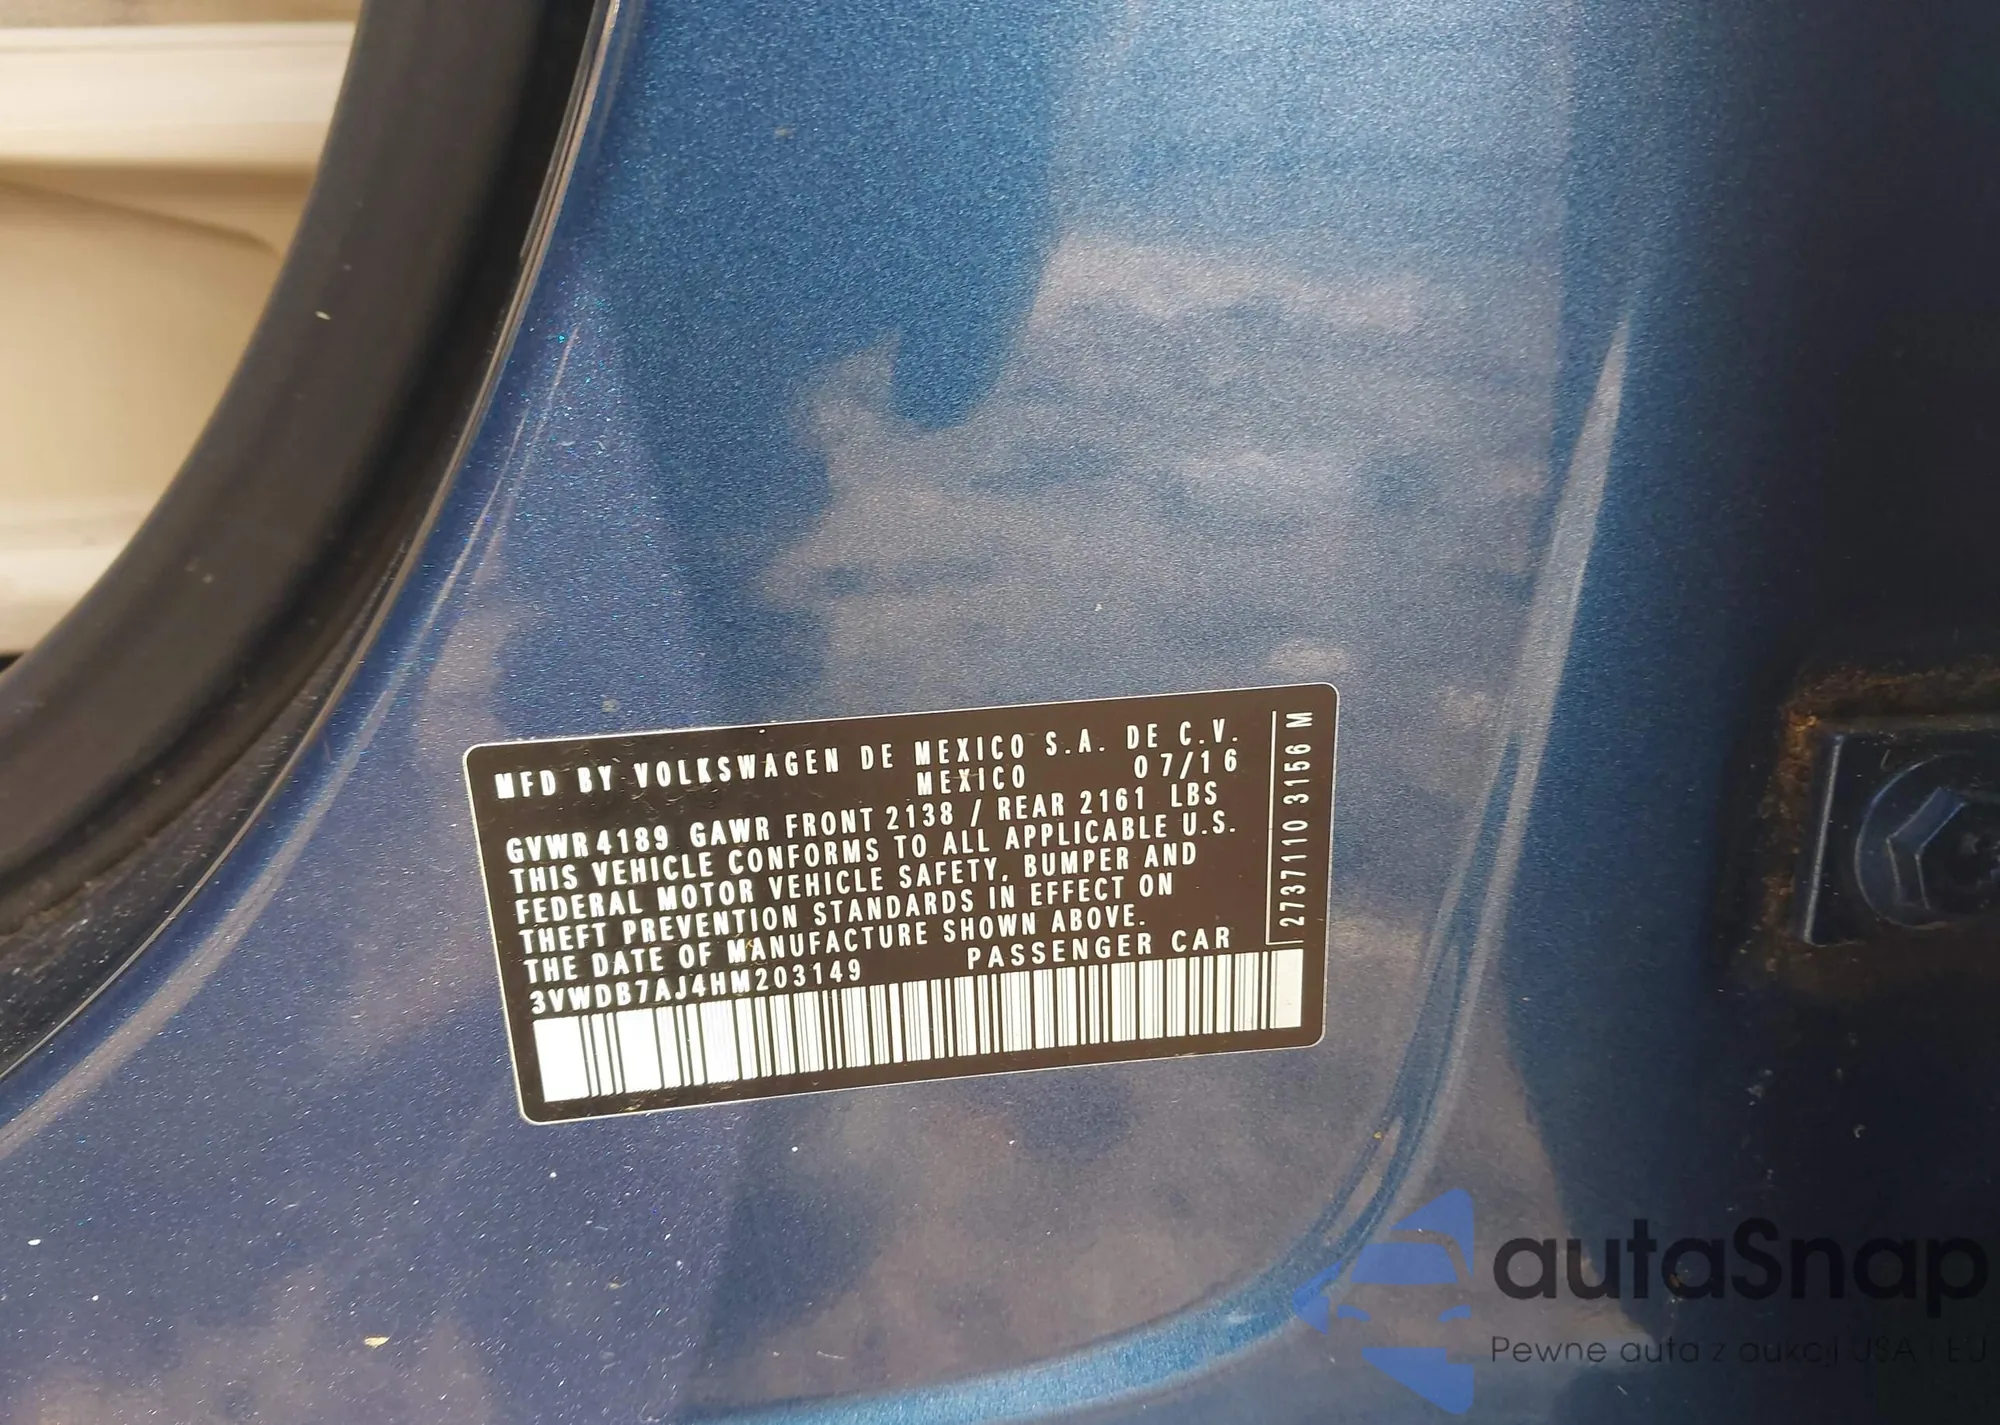 MFD BY VOLKSWAGEN DE MEXICO S.A. DE C.V.
MEXICO 07/16
GVWR 4189 GAWR FRONT 2138 / REAR 2161 LBS
THIS VEHICLE CONFORMS TO ALL APPLICABLE U.S.
FEDERAL MOTOR VEHICLE SAFETY, BUMPER AND
THEFT PREVENTION STANDARDS IN EFFECT ON
THE DATE OF MANUFACTURE SHOWN ABOVE.
3VWDB7AJ4HM203149 PASSENGER CAR
2737110 3156 M
autaSnap
Pewne auta z aukcji USA i EU